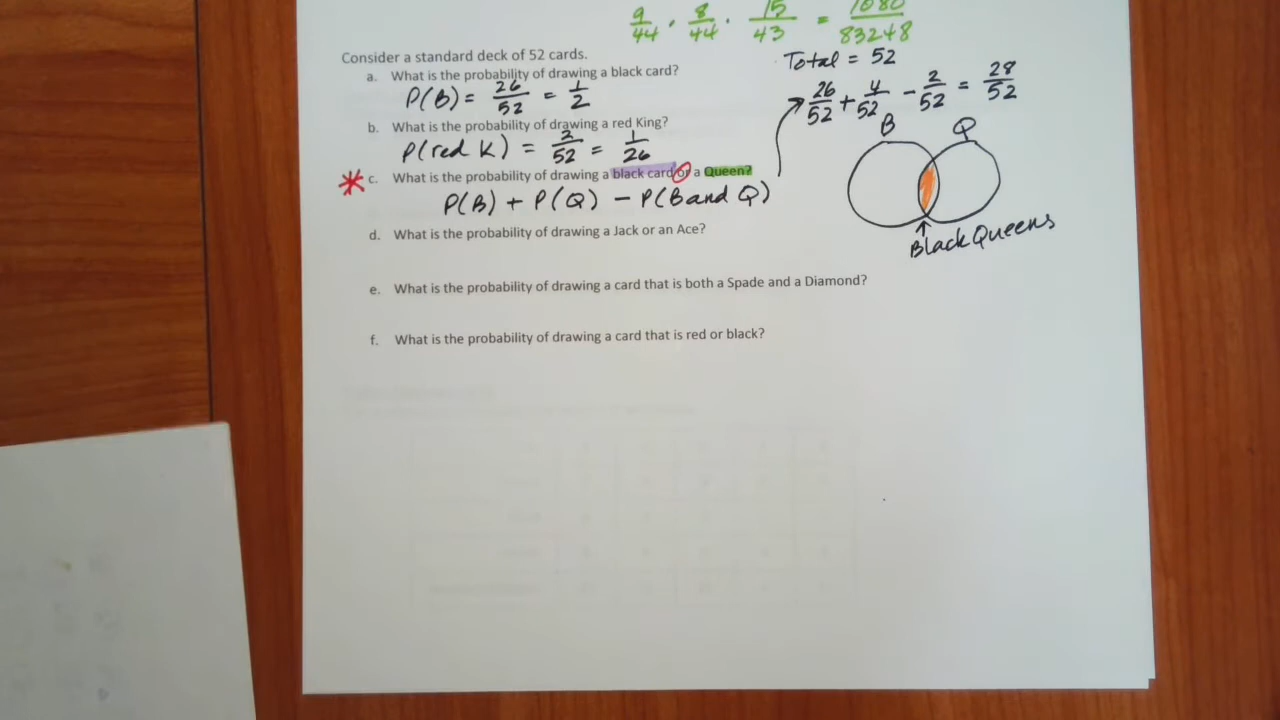 9/44 · 8/44 · 15/43 = 1080/83248
Consider a standard deck of 52 cards.
Total = 52
a. What is the probability of drawing a black card?
P(B) = 26/52 = 1/2
26/52 + 4/52 - 2/52 = 28/52
b. What is the probability of drawing a red King?
B Q
P(red K) = 2/52 = 1/26
* c. What is the probability of drawing a black card or a Queen?
P(B) + P(Q) - P(B and Q)
Black Queens
d. What is the probability of drawing a Jack or an Ace?
e. What is the probability of drawing a card that is both a Spade and a Diamond?
f. What is the probability of drawing a card that is red or black?